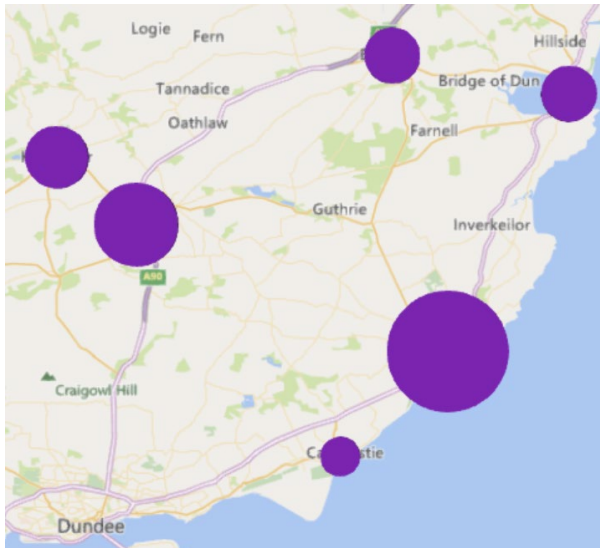 Logie
Fern
Hillside
Tannadice
Bridge of Dun
Oathlaw
Farnell
Guthrie
Inverkeilor
A90
Craigowl Hill
Dundee